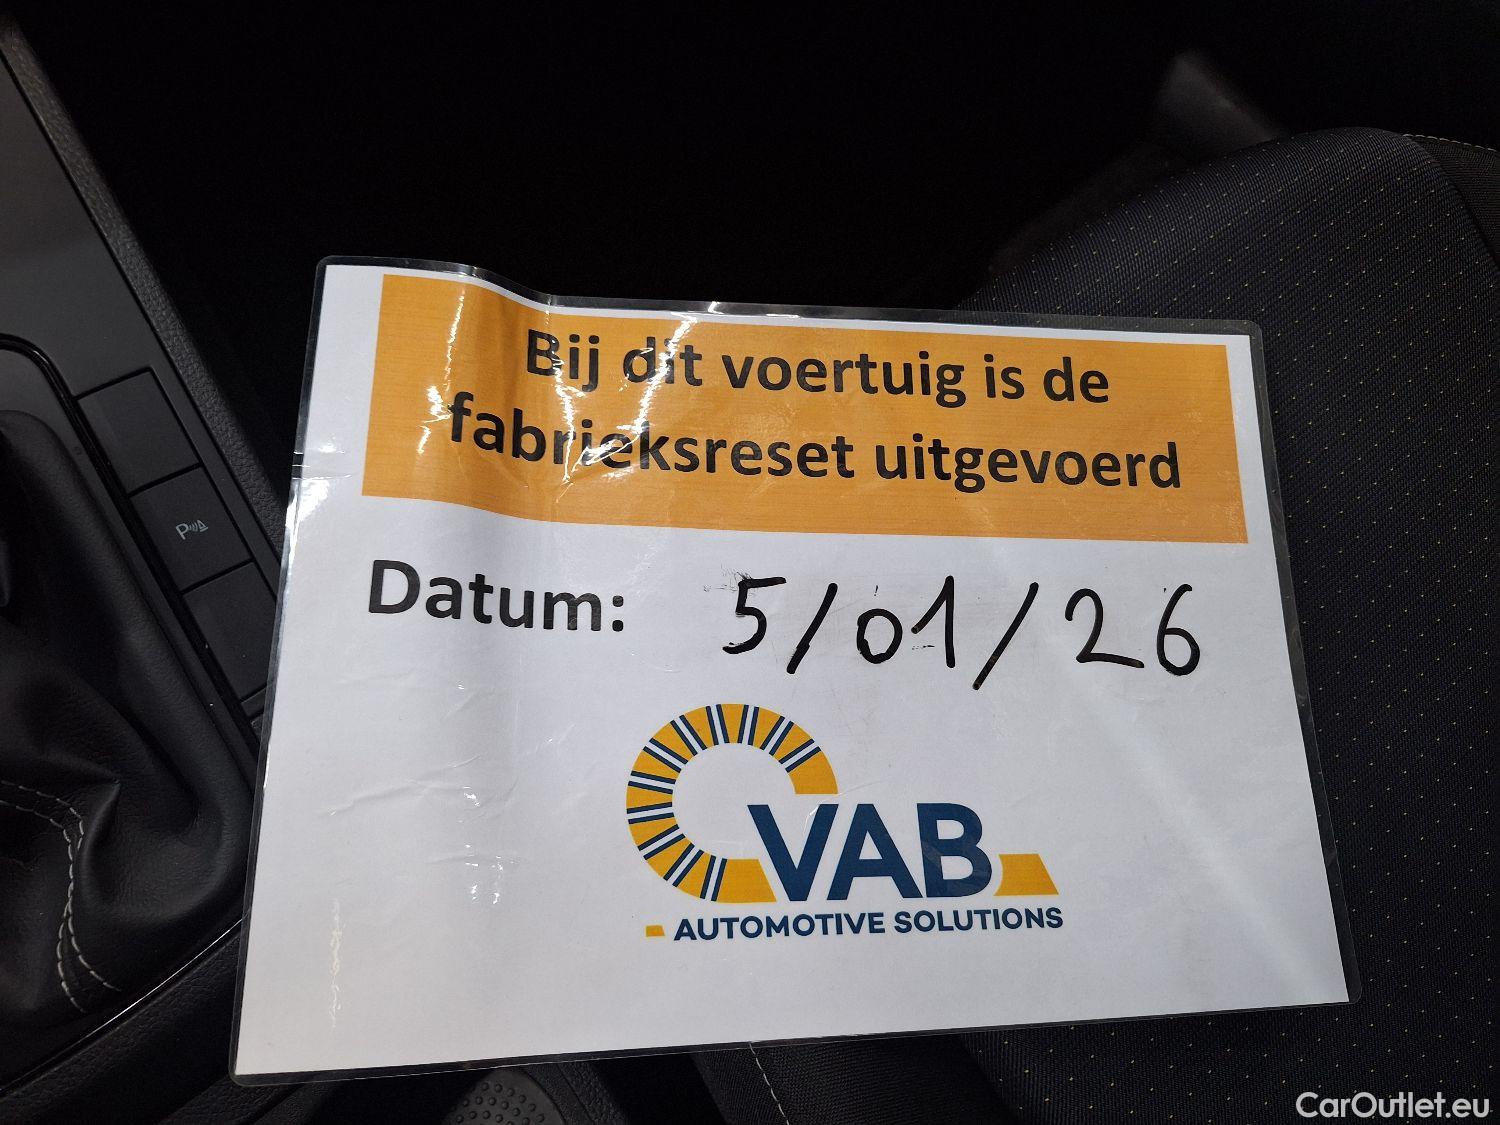 Bij dit voertuig is de
fabrieksreset uitgevoerd
Datum: 5/01/26
VAB
AUTOMOTIVE SOLUTIONS
P
CarOutlet.eu